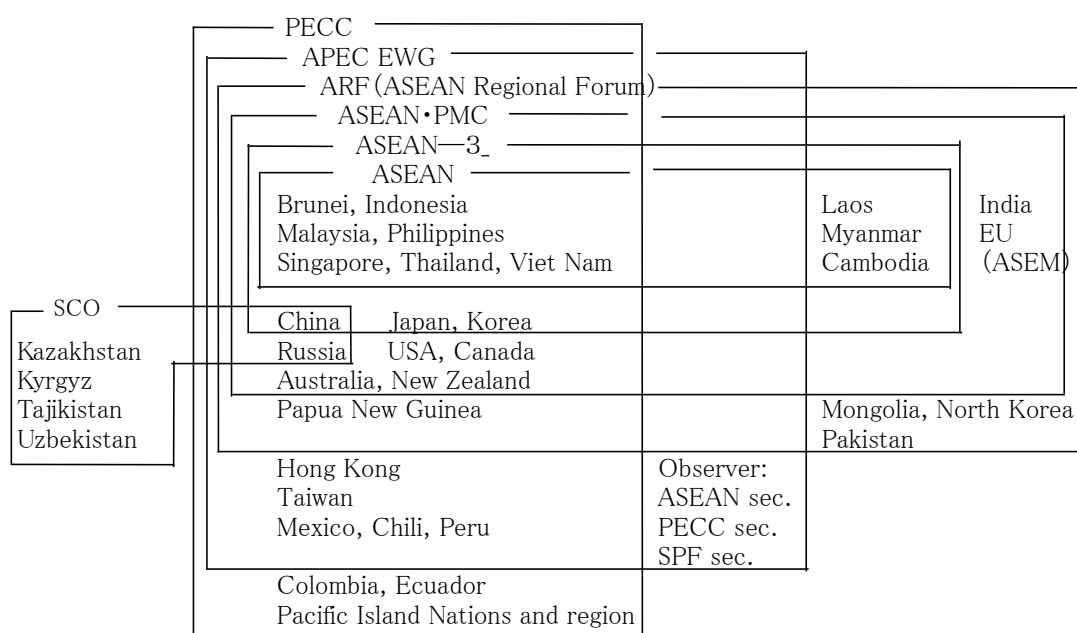 PECC
APEC EWG
ARF(ASEAN Regional Forum)
ASEAN・PMC
ASEAN—3_
ASEAN
Brunei, Indonesia Laos India
Malaysia, Philippines Myanmar EU
Singapore, Thailand, Viet Nam Cambodia (ASEM)
SCO
China Japan, Korea
Kazakhstan Russia USA, Canada
Kyrgyz Australia, New Zealand
Tajikistan Papua New Guinea Mongolia, North Korea
Uzbekistan Pakistan
Hong Kong Observer:
Taiwan ASEAN sec.
Mexico, Chili, Peru PECC sec.
SPF sec.
Colombia, Ecuador
Pacific Island Nations and region